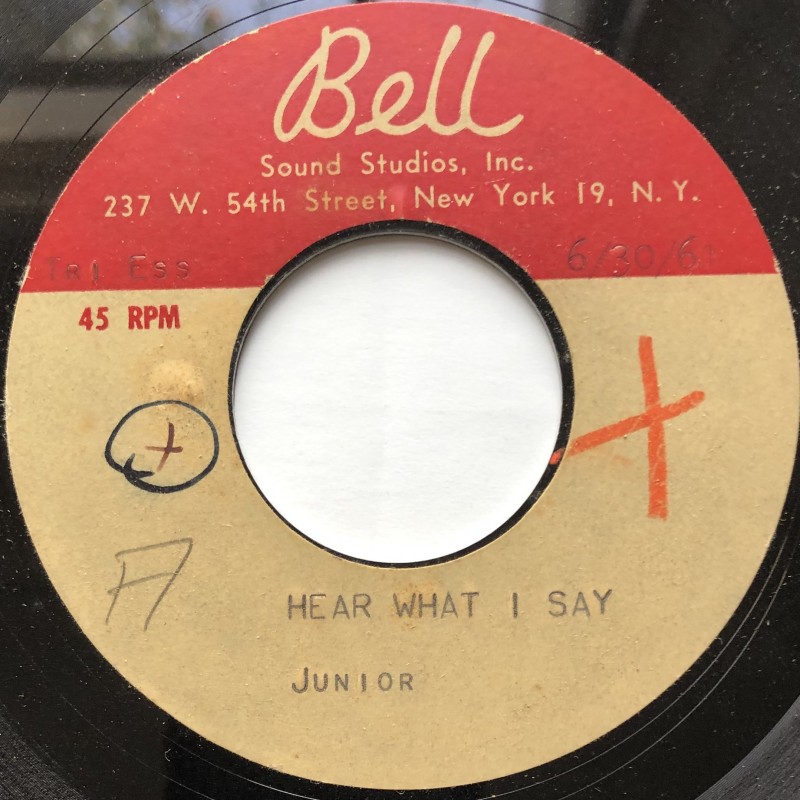 Bell
Sound Studios, Inc.
237 W. 54th Street, New York 19, N. Y.
TRI ESS 6/30/61
45 RPM
+ +
A
HEAR WHAT I SAY
JUNIOR